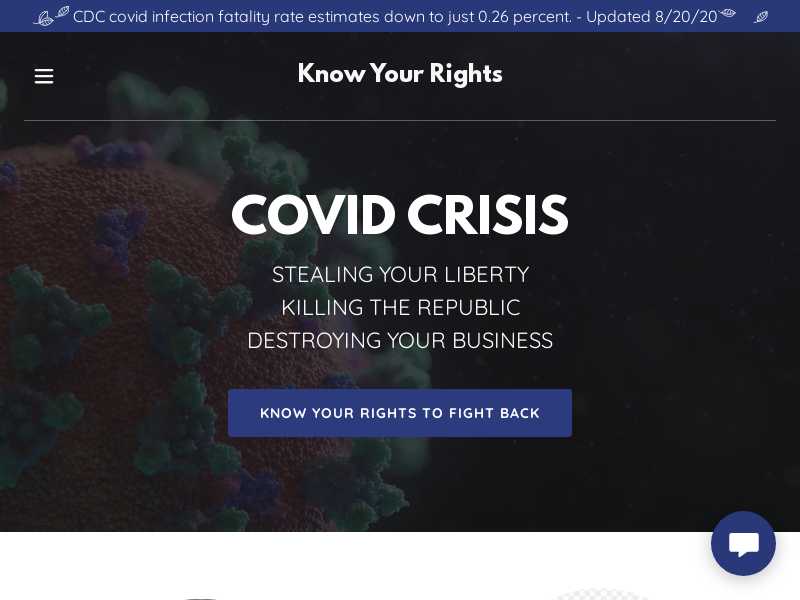 CDC covid infection fatality rate estimates down to just 0.26 percent. - Updated 8/20/20
Know Your Rights
COVID CRISIS
STEALING YOUR LIBERTY
KILLING THE REPUBLIC
DESTROYING YOUR BUSINESS
KNOW YOUR RIGHTS TO FIGHT BACK